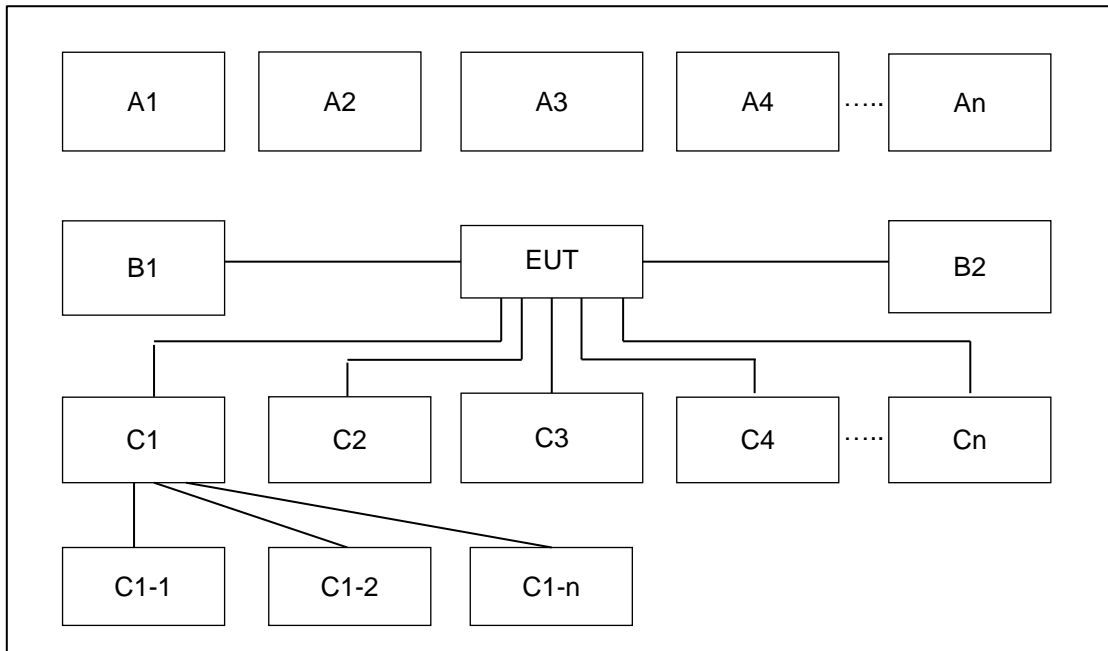 A1 A2 A3 A4 ..... An
B1 EUT B2
C1 C2 C3 C4 ..... Cn
C1-1 C1-2 C1-n